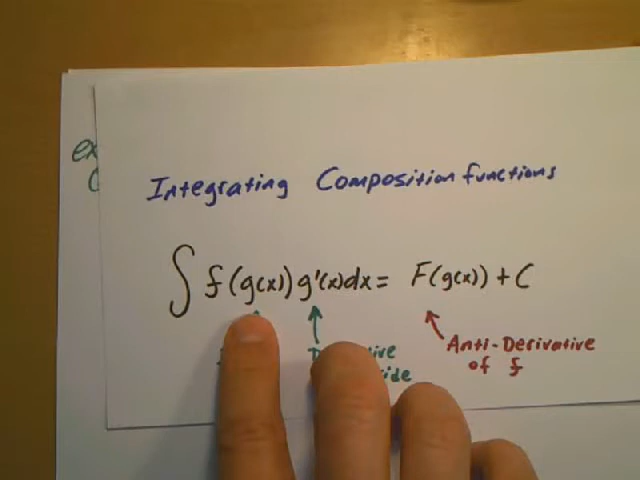 Integrating Composition functions
∫ f(g(x)) g'(x)dx = F(g(x)) + C
Anti-Derivative
of f